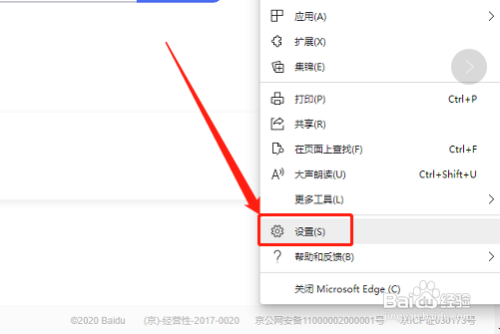 应用(A)
扩展(X)
集锦(E)
打印(P) Ctrl+P
共享(R)
在页面上查找(F) Ctrl+F
大声朗读(U) Ctrl+Shift+U
更多工具(L)
设置(S)
帮助和反馈(B)
关闭 Microsoft Edge (C)
Baidu 经验
©2020 Baidu (京)-经营性-2017-0020 京公网安备11000002000001号 京ICP证030173号